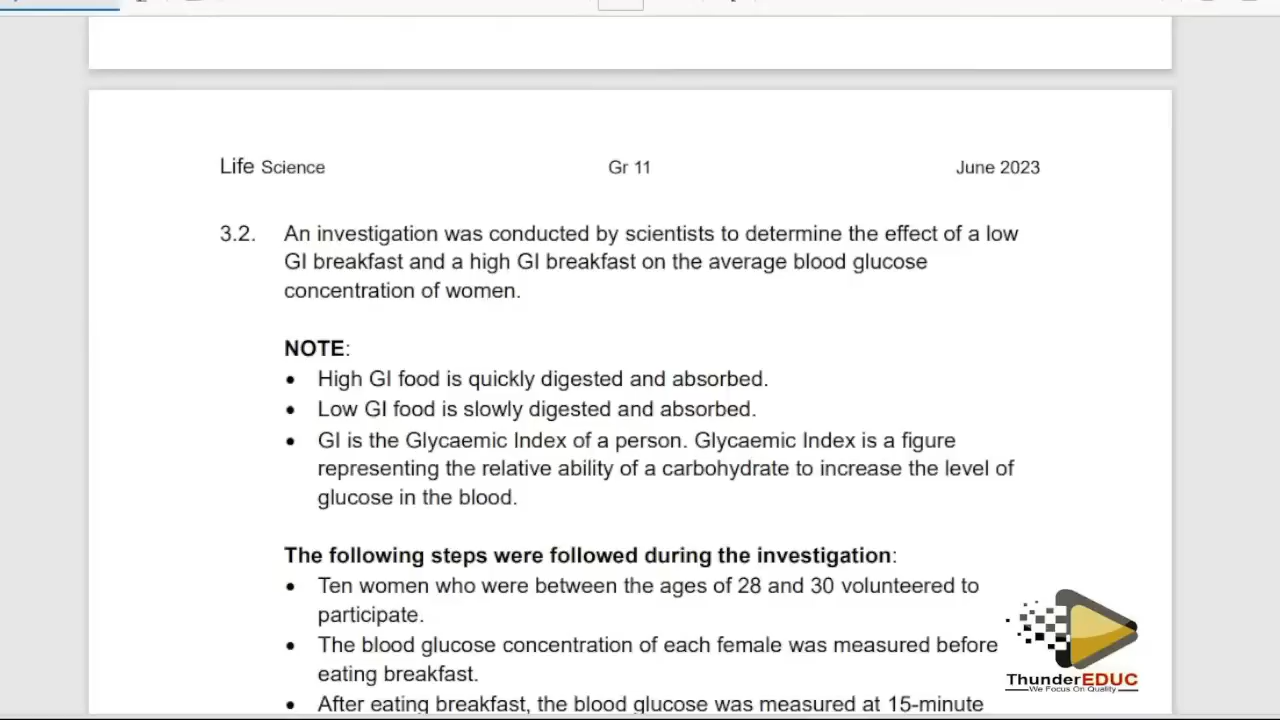 Life Science Gr 11 June 2023
3.2. An investigation was conducted by scientists to determine the effect of a low
GI breakfast and a high GI breakfast on the average blood glucose
concentration of women.
NOTE:
• High GI food is quickly digested and absorbed.
• Low GI food is slowly digested and absorbed.
• GI is the Glycaemic Index of a person. Glycaemic Index is a figure
representing the relative ability of a carbohydrate to increase the level of
glucose in the blood.
The following steps were followed during the investigation:
• Ten women who were between the ages of 28 and 30 volunteered to
participate.
• The blood glucose concentration of each female was measured before
eating breakfast.
• After eating breakfast, the blood glucose was measured at 15-minute
ThunderEDUC
We Focus On Quality